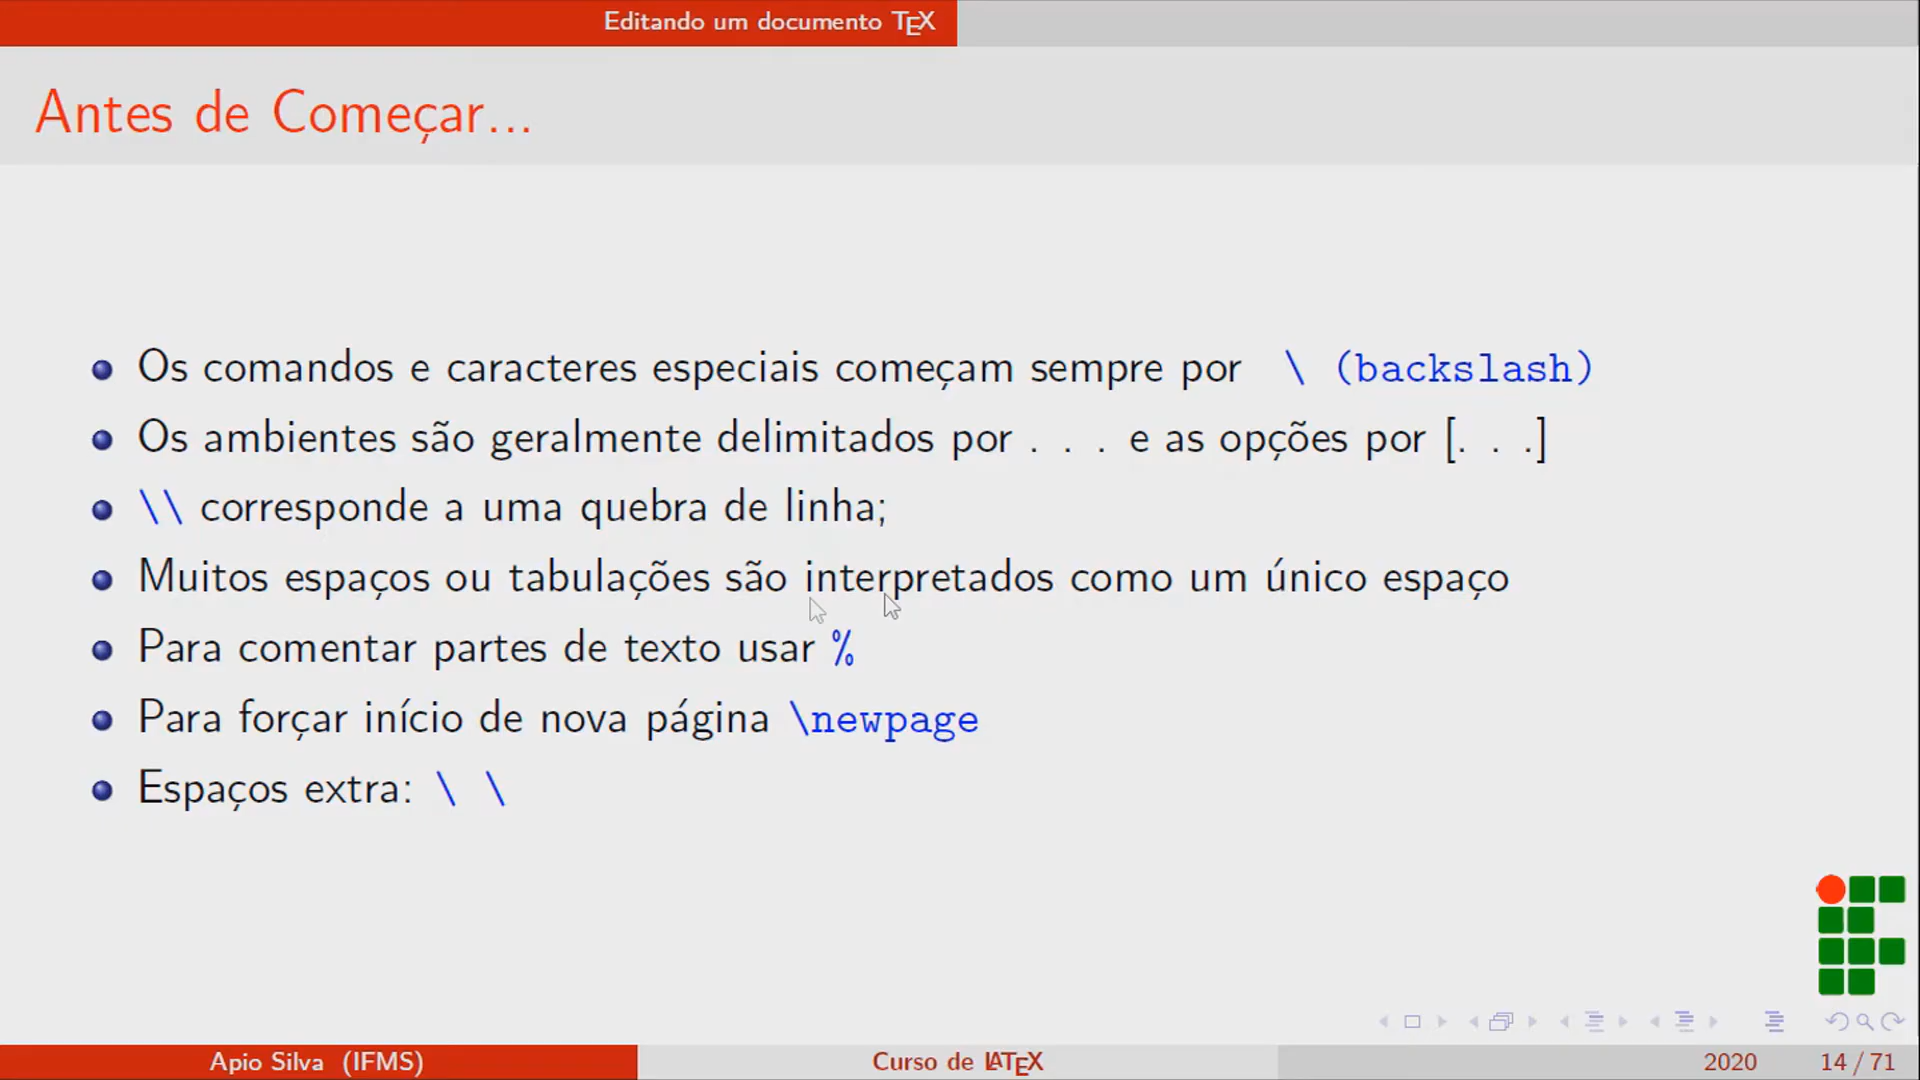 Editando um documento TEX
Antes de Começar...
Os comandos e caracteres especiais começam sempre por \ (backslash)
Os ambientes são geralmente delimitados por . . . e as opções por [. . .]
\\ corresponde a uma quebra de linha;
Muitos espaços ou tabulações são interpretados como um único espaço
Para comentar partes de texto usar %
Para forçar início de nova página \newpage
Espaços extra: \ \
Apio Silva (IFMS)
Curso de LATEX
2020
14 / 71